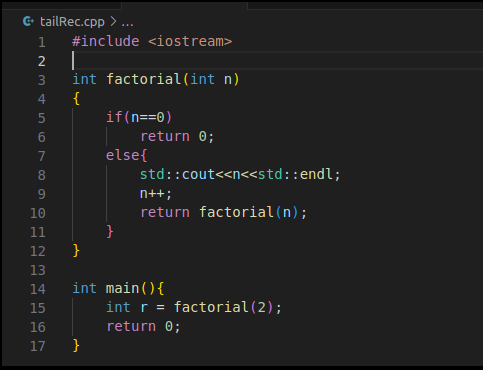 tailRec.cpp > ...
1 #include <iostream>
2
3 int factorial(int n)
4 {
5     if(n==0)
6         return 0;
7     else{
8         std::cout<<n<<std::endl;
9         n++;
10         return factorial(n);
11     }
12 }
13
14 int main(){
15     int r = factorial(2);
16     return 0;
17 }